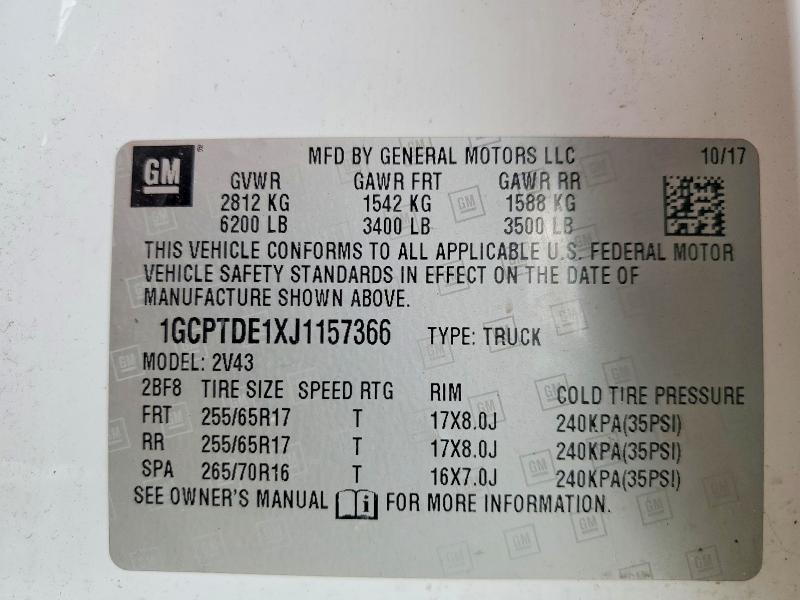 GM ® MFD BY GENERAL MOTORS LLC 10/17
GVWR GAWR FRT GAWR RR
2812 KG 1542 KG 1588 KG
6200 LB 3400 LB 3500 LB
THIS VEHICLE CONFORMS TO ALL APPLICABLE U.S. FEDERAL MOTOR
VEHICLE SAFETY STANDARDS IN EFFECT ON THE DATE OF
MANUFACTURE SHOWN ABOVE.
1GCPTDE1XJ1157366 TYPE: TRUCK
MODEL: 2V43
2BF8 TIRE SIZE SPEED RTG RIM COLD TIRE PRESSURE
FRT 255/65R17 T 17X8.0J 240KPA(35PSI)
RR 255/65R17 T 17X8.0J 240KPA(35PSI)
SPA 265/70R16 T 16X7.0J 240KPA(35PSI)
SEE OWNER'S MANUAL FOR MORE INFORMATION.